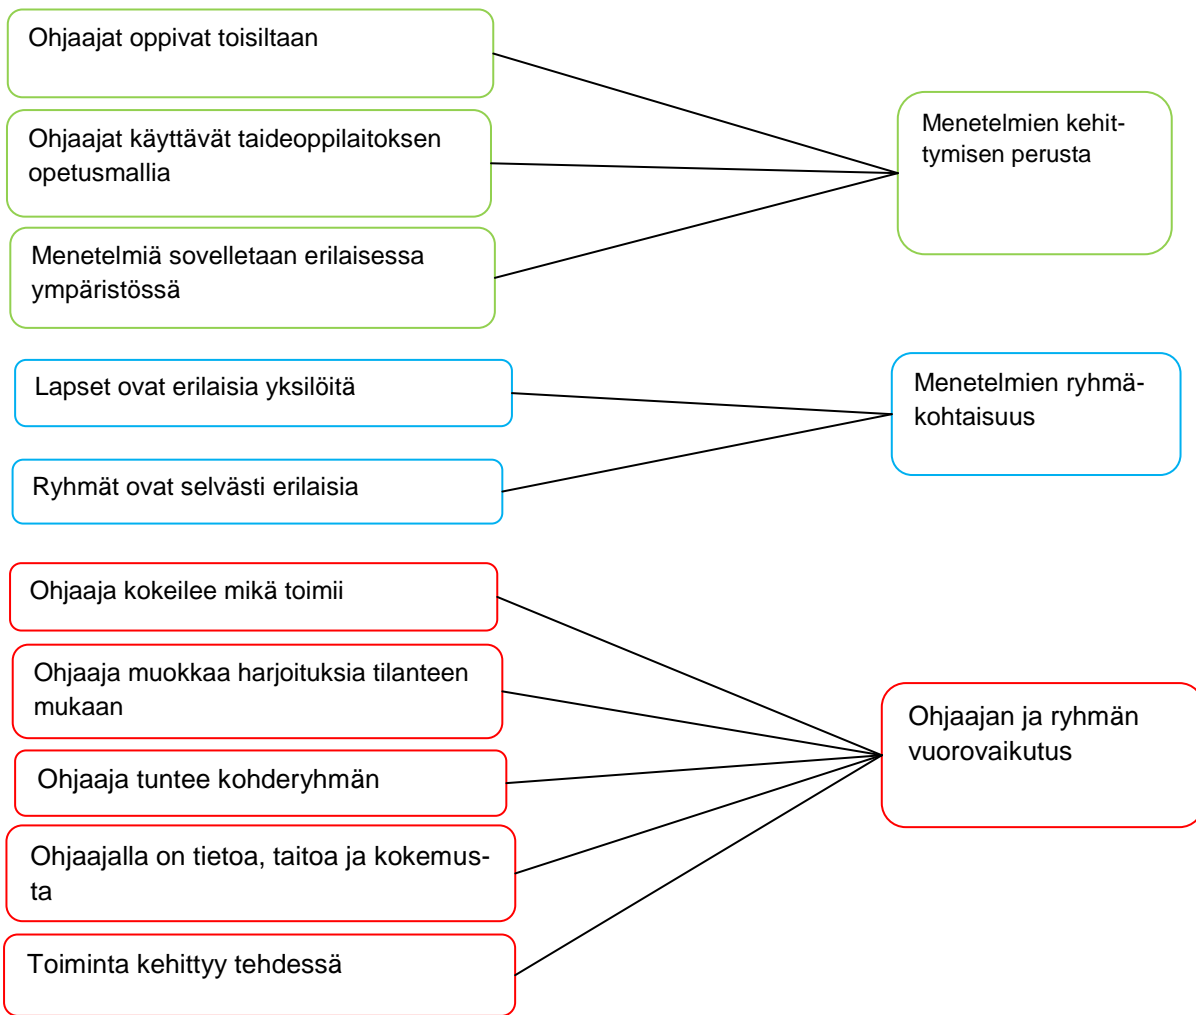 Ohjaajat oppivat toisiltaan
Ohjaajat käyttävät taideoppilaitoksen
opetusmallia
Menetelmiä sovelletaan erilaisessa
ympäristössä
Menetelmien kehit-
tymisen perusta
Lapset ovat erilaisia yksilöitä
Ryhmät ovat selvästi erilaisia
Menetelmien ryhmä-
kohtaisuus
Ohjaaja kokeilee mikä toimii
Ohjaaja muokkaa harjoituksia tilanteen
mukaan
Ohjaaja tuntee kohderyhmän
Ohjaajalla on tietoa, taitoa ja kokemus-
ta
Toiminta kehittyy tehdessä
Ohjaajan ja ryhmän
vuorovaikutus